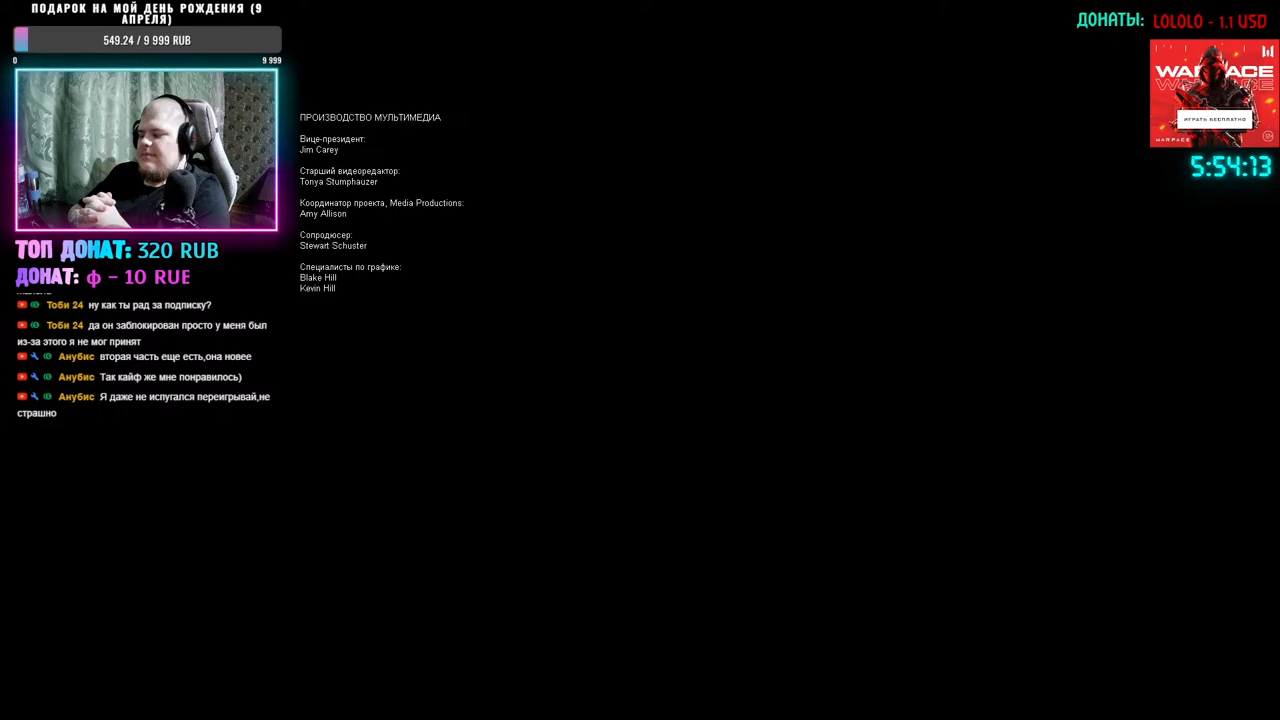 ПОДАРОК НА МОЙ ДЕНЬ РОЖДЕНИЯ (9
АПРЕЛЯ)
549.24 / 9 999 RUB
0
9 999
ТОП ДОНАТ: 320 RUB
ДОНАТ: ф - 10 RUE
Тоби 24 ну как ты рад за подписку?
Тоби 24 да он заблокирован просто у меня был
из-за этого я не мог принят
Анубис вторая часть еще есть,она новее
Анубис Так кайф же мне понравилось)
Анубис Я даже не испугался переигрывай,не
страшно
ПРОИЗВОДСТВО МУЛЬТИМЕДИА
Вице-президент:
Jim Carey
Старший видеоредактор:
Tonya Stumphauzer
Координатор проекта, Media Productions:
Amy Allison
Сопродюсер:
Stewart Schuster
Специалисты по графике:
Blake Hill
Kevin Hill
ДОНАТЫ: LOLOLO - 1.1 USD
WARFACE
WARFACE
ИГРАТЬ БЕСПЛАТНО
WARFACE
5:54:13